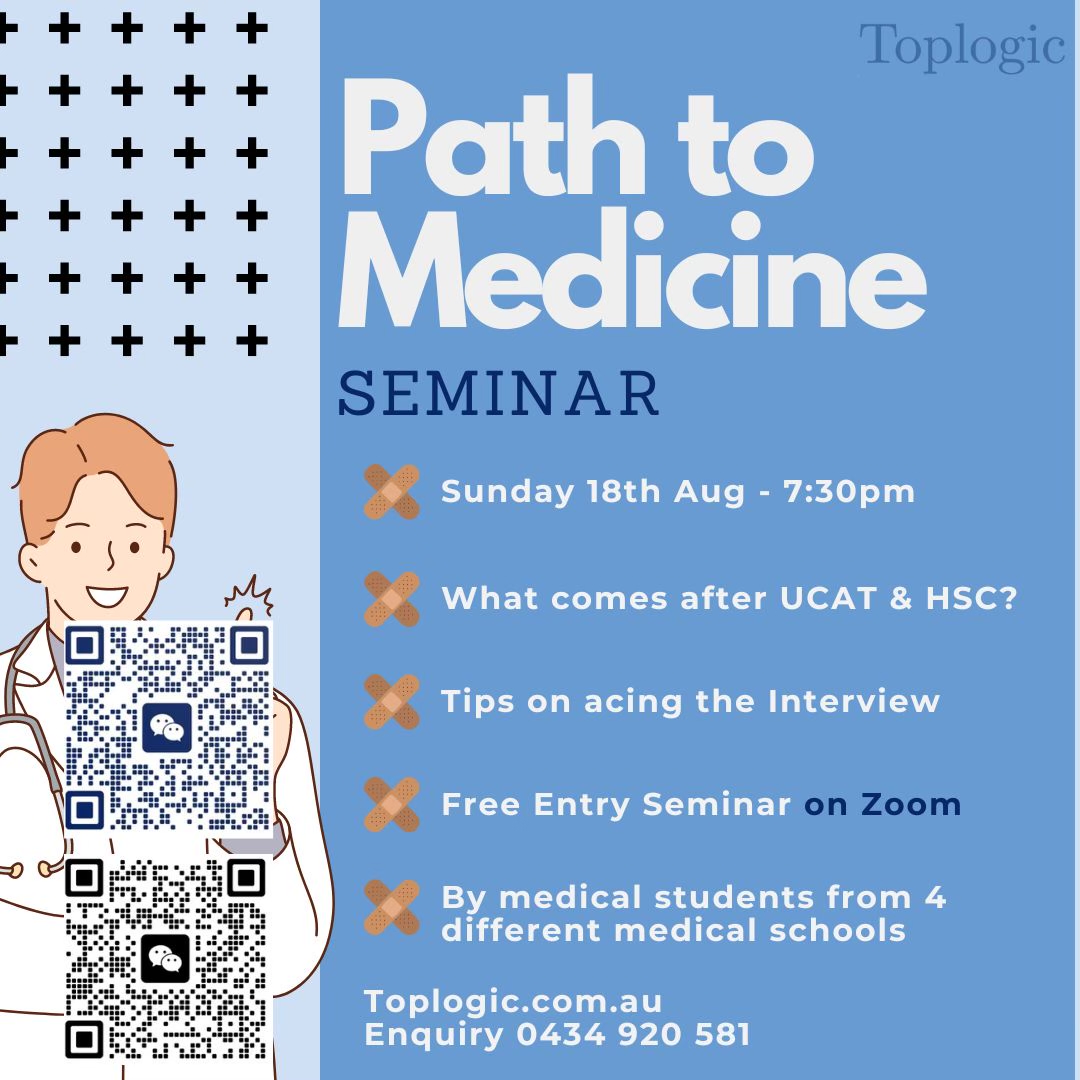 Toplogic
Path to
Medicine
SEMINAR
Sunday 18th Aug - 7:30pm
What comes after UCAT & HSC?
Tips on acing the Interview
Free Entry Seminar on Zoom
By medical students from 4
different medical schools
Toplogic.com.au
Enquiry 0434 920 581